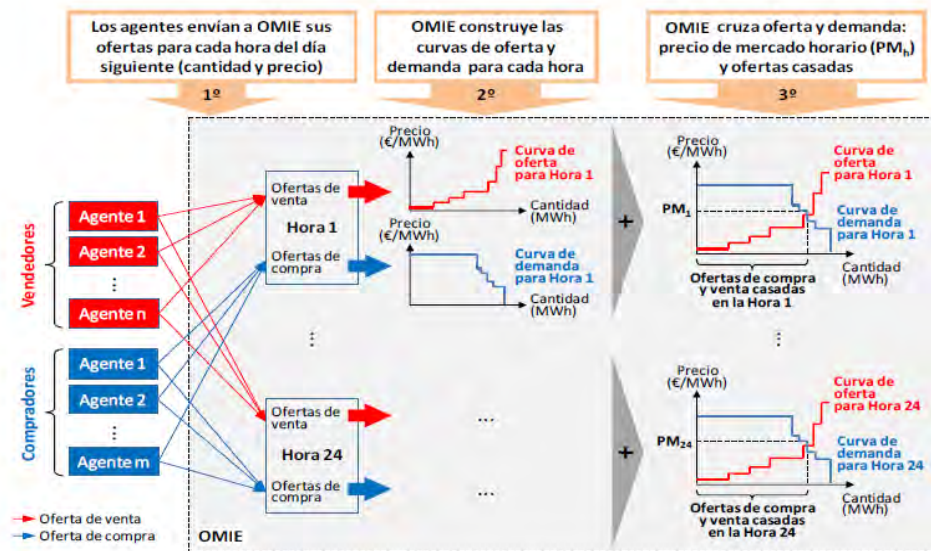 Los agentes envían a OMIE sus
ofertas para cada hora del día
siguiente (cantidad y precio)
1º
OMIE construye las
curvas de oferta y
demanda para cada hora
2º
OMIE cruza oferta y demanda:
precio de mercado horario (PMh)
y ofertas casadas
3º
Vendedores
Agente 1
Agente 2
⋮
Agente n
Compradores
Agente 1
Agente 2
⋮
Agente m
Oferta de venta
Oferta de compra
OMIE
Ofertas de
venta
Hora 1
Ofertas de
compra
⋮
Ofertas de
venta
Hora 24
Ofertas de
compra
Precio
(€/MWh)
Curva de
oferta
para Hora 1
Cantidad
(MWh)
Precio
(€/MWh)
Curva de
demanda
para Hora 1
Cantidad
(MWh)
...
...
+
+
Precio
(€/MWh)
Curva de
oferta
para Hora 1
PM1
Curva de
demanda
para Hora 1
Cantidad
(MWh)
Ofertas de compra
y venta casadas
en la Hora 1
⋮
Precio
(€/MWh)
Curva de
oferta
para Hora 24
PM24
Curva de
demanda
para Hora 24
Cantidad
(MWh)
Ofertas de compra
y venta casadas
en la Hora 24